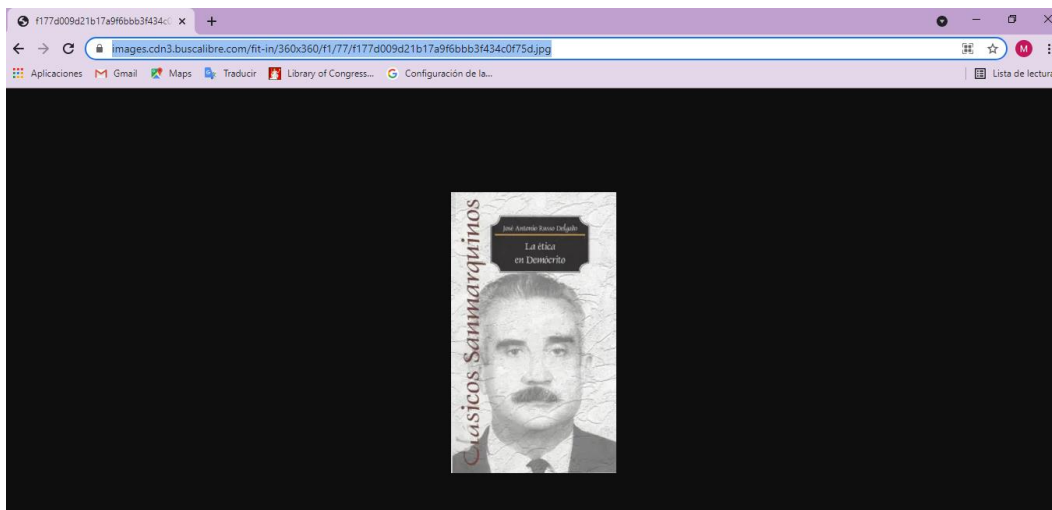 f177d009d21b17a9f6bbb3f434c
images.cdn3.buscalibre.com/fit-in/360x360/f1/77/f177d009d21b17a9f6bbb3f434c0f75d.jpg
M
Aplicaciones Gmail Maps Traducir Library of Congress... Configuración de la... Lista de lectura
Clásicos Sanmarquinos
José Antonio Russo Delgado
La ética
en Demócrito